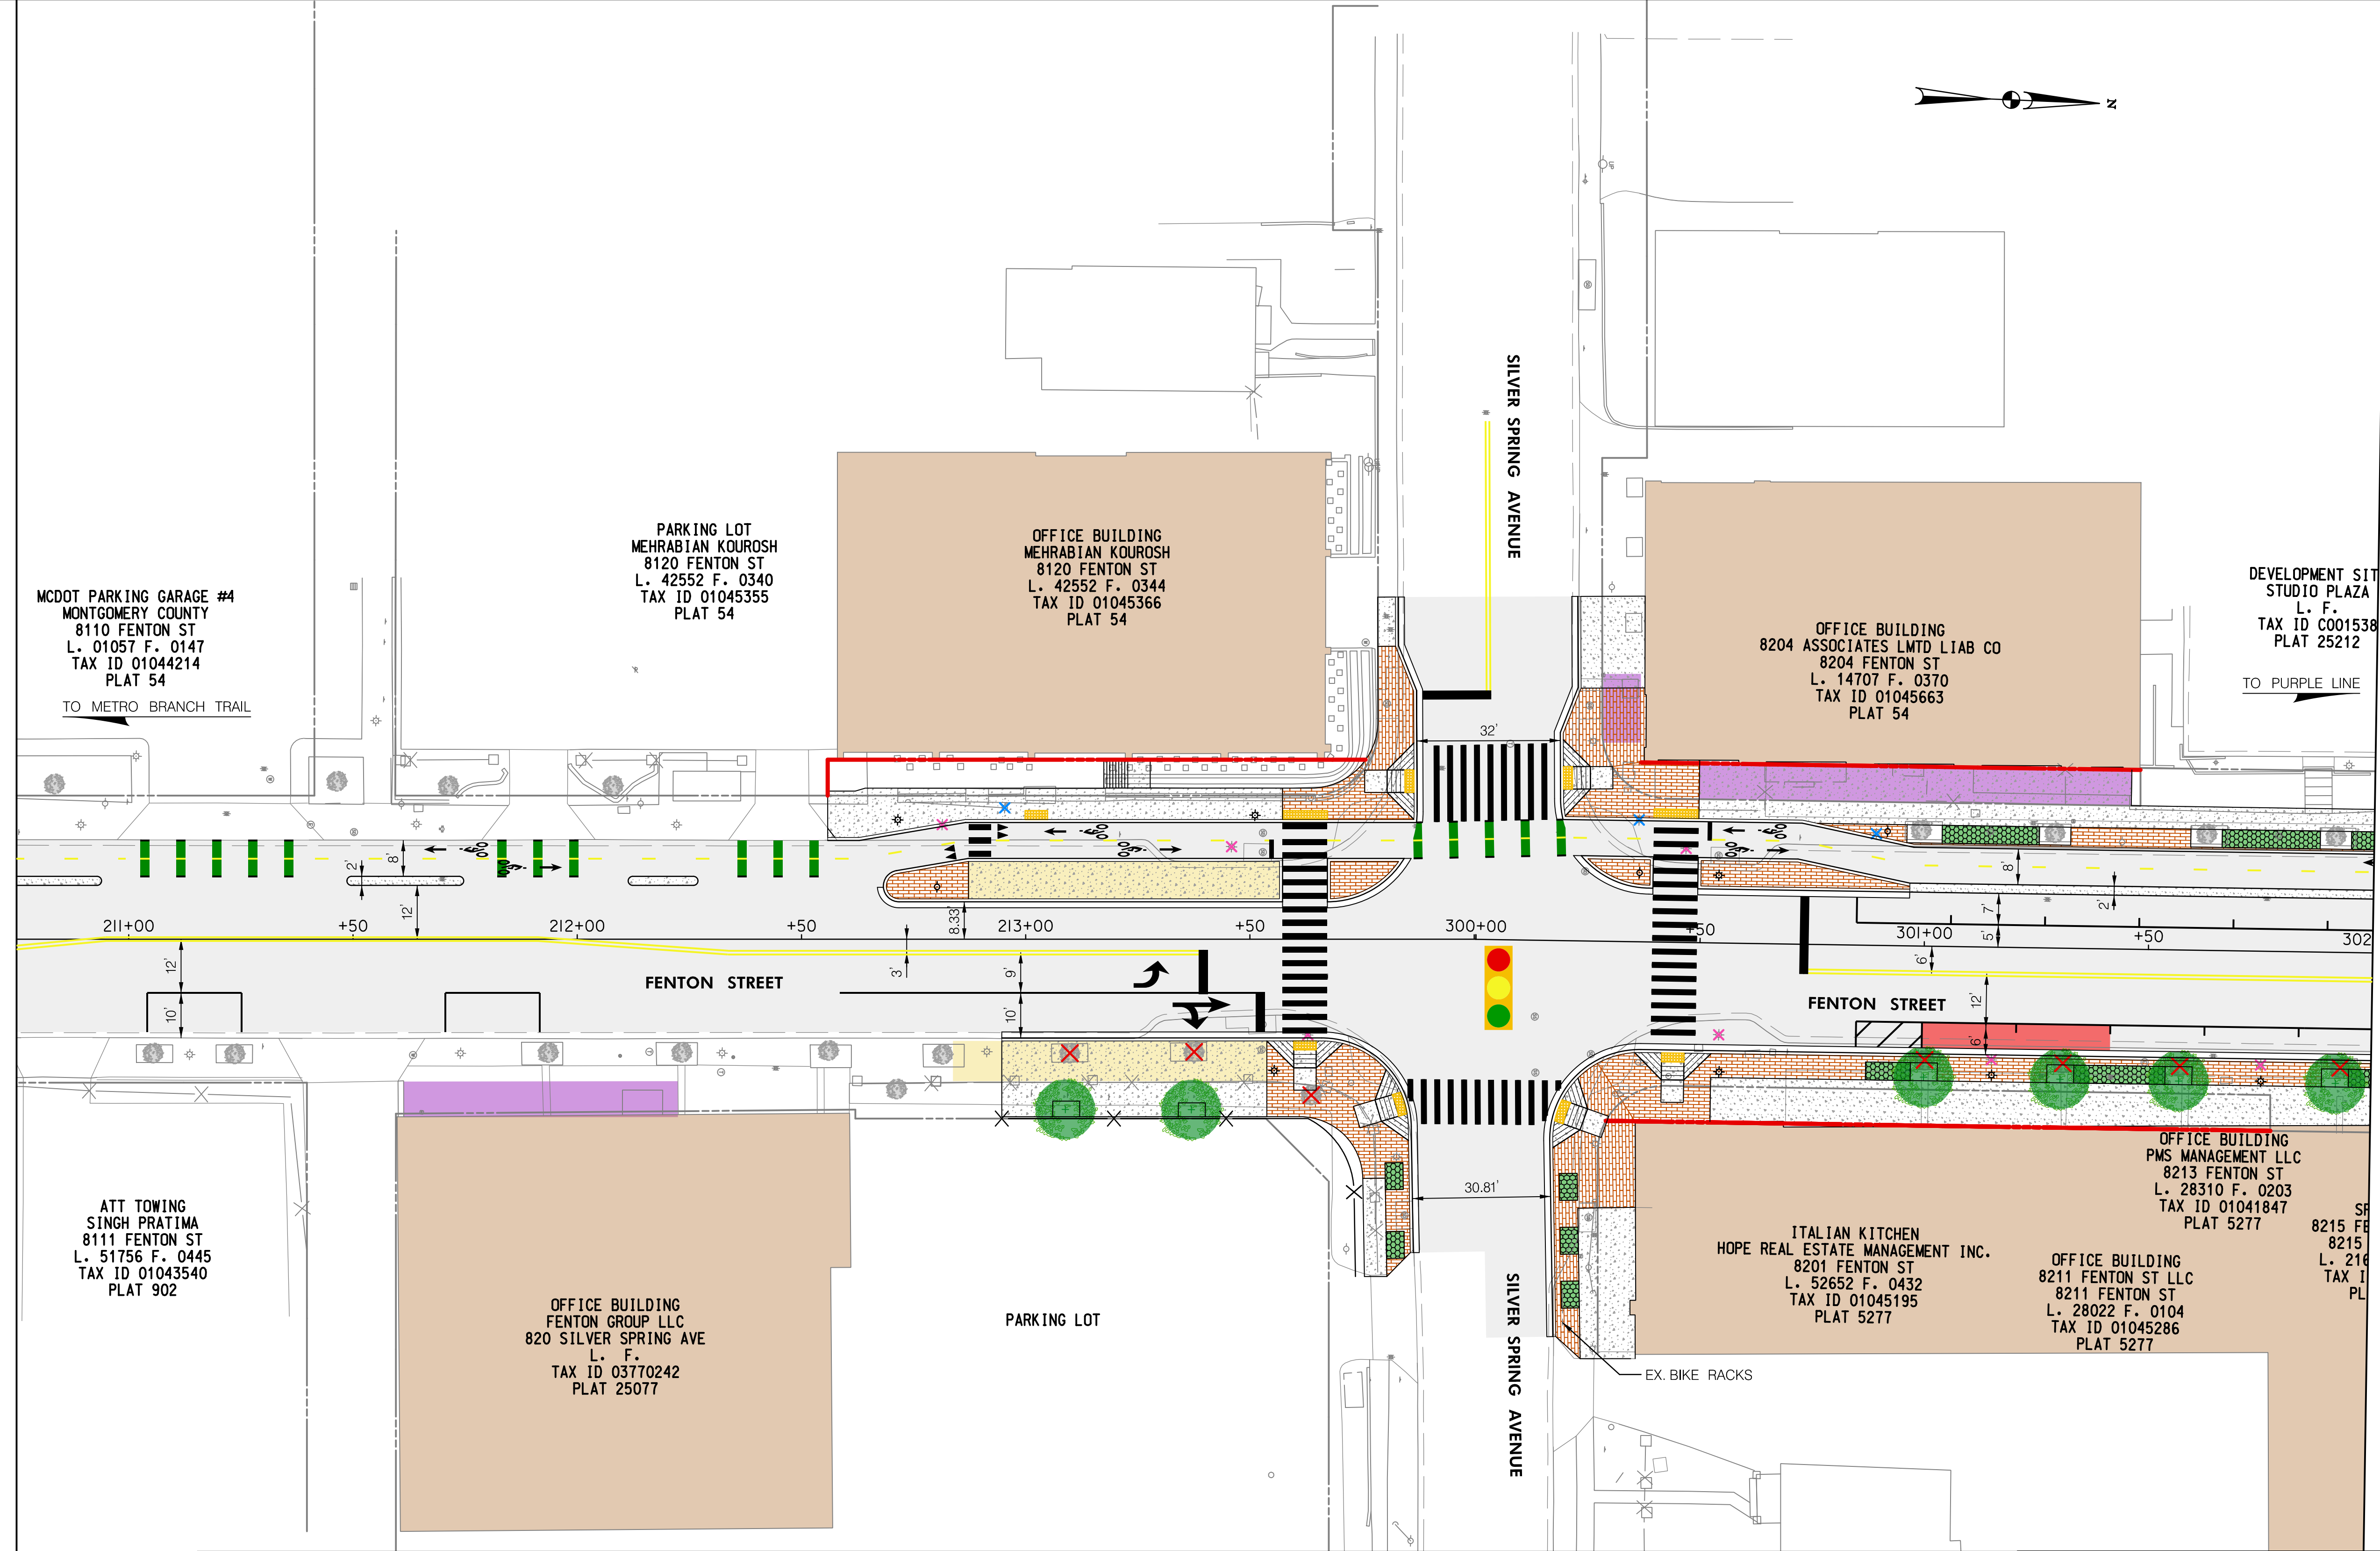 N
SILVER SPRING AVENUE
MCDOT PARKING GARAGE #4
MONTGOMERY COUNTY
8110 FENTON ST
L. 01057 F. 0147
TAX ID 01044214
PLAT 54
TO METRO BRANCH TRAIL
PARKING LOT
MEHRABIAN KOUROSH
8120 FENTON ST
L. 42552 F. 0340
TAX ID 01045355
PLAT 54
OFFICE BUILDING
MEHRABIAN KOUROSH
8120 FENTON ST
L. 42552 F. 0344
TAX ID 01045366
PLAT 54
OFFICE BUILDING
8204 ASSOCIATES LMTD LIAB CO
8204 FENTON ST
L. 14707 F. 0370
TAX ID 01045663
PLAT 54
DEVELOPMENT SIT
STUDIO PLAZA
L. F.
TAX ID C001538
PLAT 25212
TO PURPLE LINE
32'
2'
8'
12'
8.33'
8'
2'
7'
5'
211+00
+50
212+00
+50
213+00
+50
300+00
+50
301+00
+50
302
12'
10'
3'
9'
10'
6'
12'
6'
FENTON STREET
FENTON STREET
30.81'
ATT TOWING
SINGH PRATIMA
8111 FENTON ST
L. 51756 F. 0445
TAX ID 01043540
PLAT 902
OFFICE BUILDING
FENTON GROUP LLC
820 SILVER SPRING AVE
L. F.
TAX ID 03770242
PLAT 25077
PARKING LOT
SILVER SPRING AVENUE
EX. BIKE RACKS
ITALIAN KITCHEN
HOPE REAL ESTATE MANAGEMENT INC.
8201 FENTON ST
L. 52652 F. 0432
TAX ID 01045195
PLAT 5277
OFFICE BUILDING
8211 FENTON ST LLC
8211 FENTON ST
L. 28022 F. 0104
TAX ID 01045286
PLAT 5277
OFFICE BUILDING
PMS MANAGEMENT LLC
8213 FENTON ST
L. 28310 F. 0203
TAX ID 01041847
PLAT 5277
8215 FE
8215
L. 216
TAX I
PL